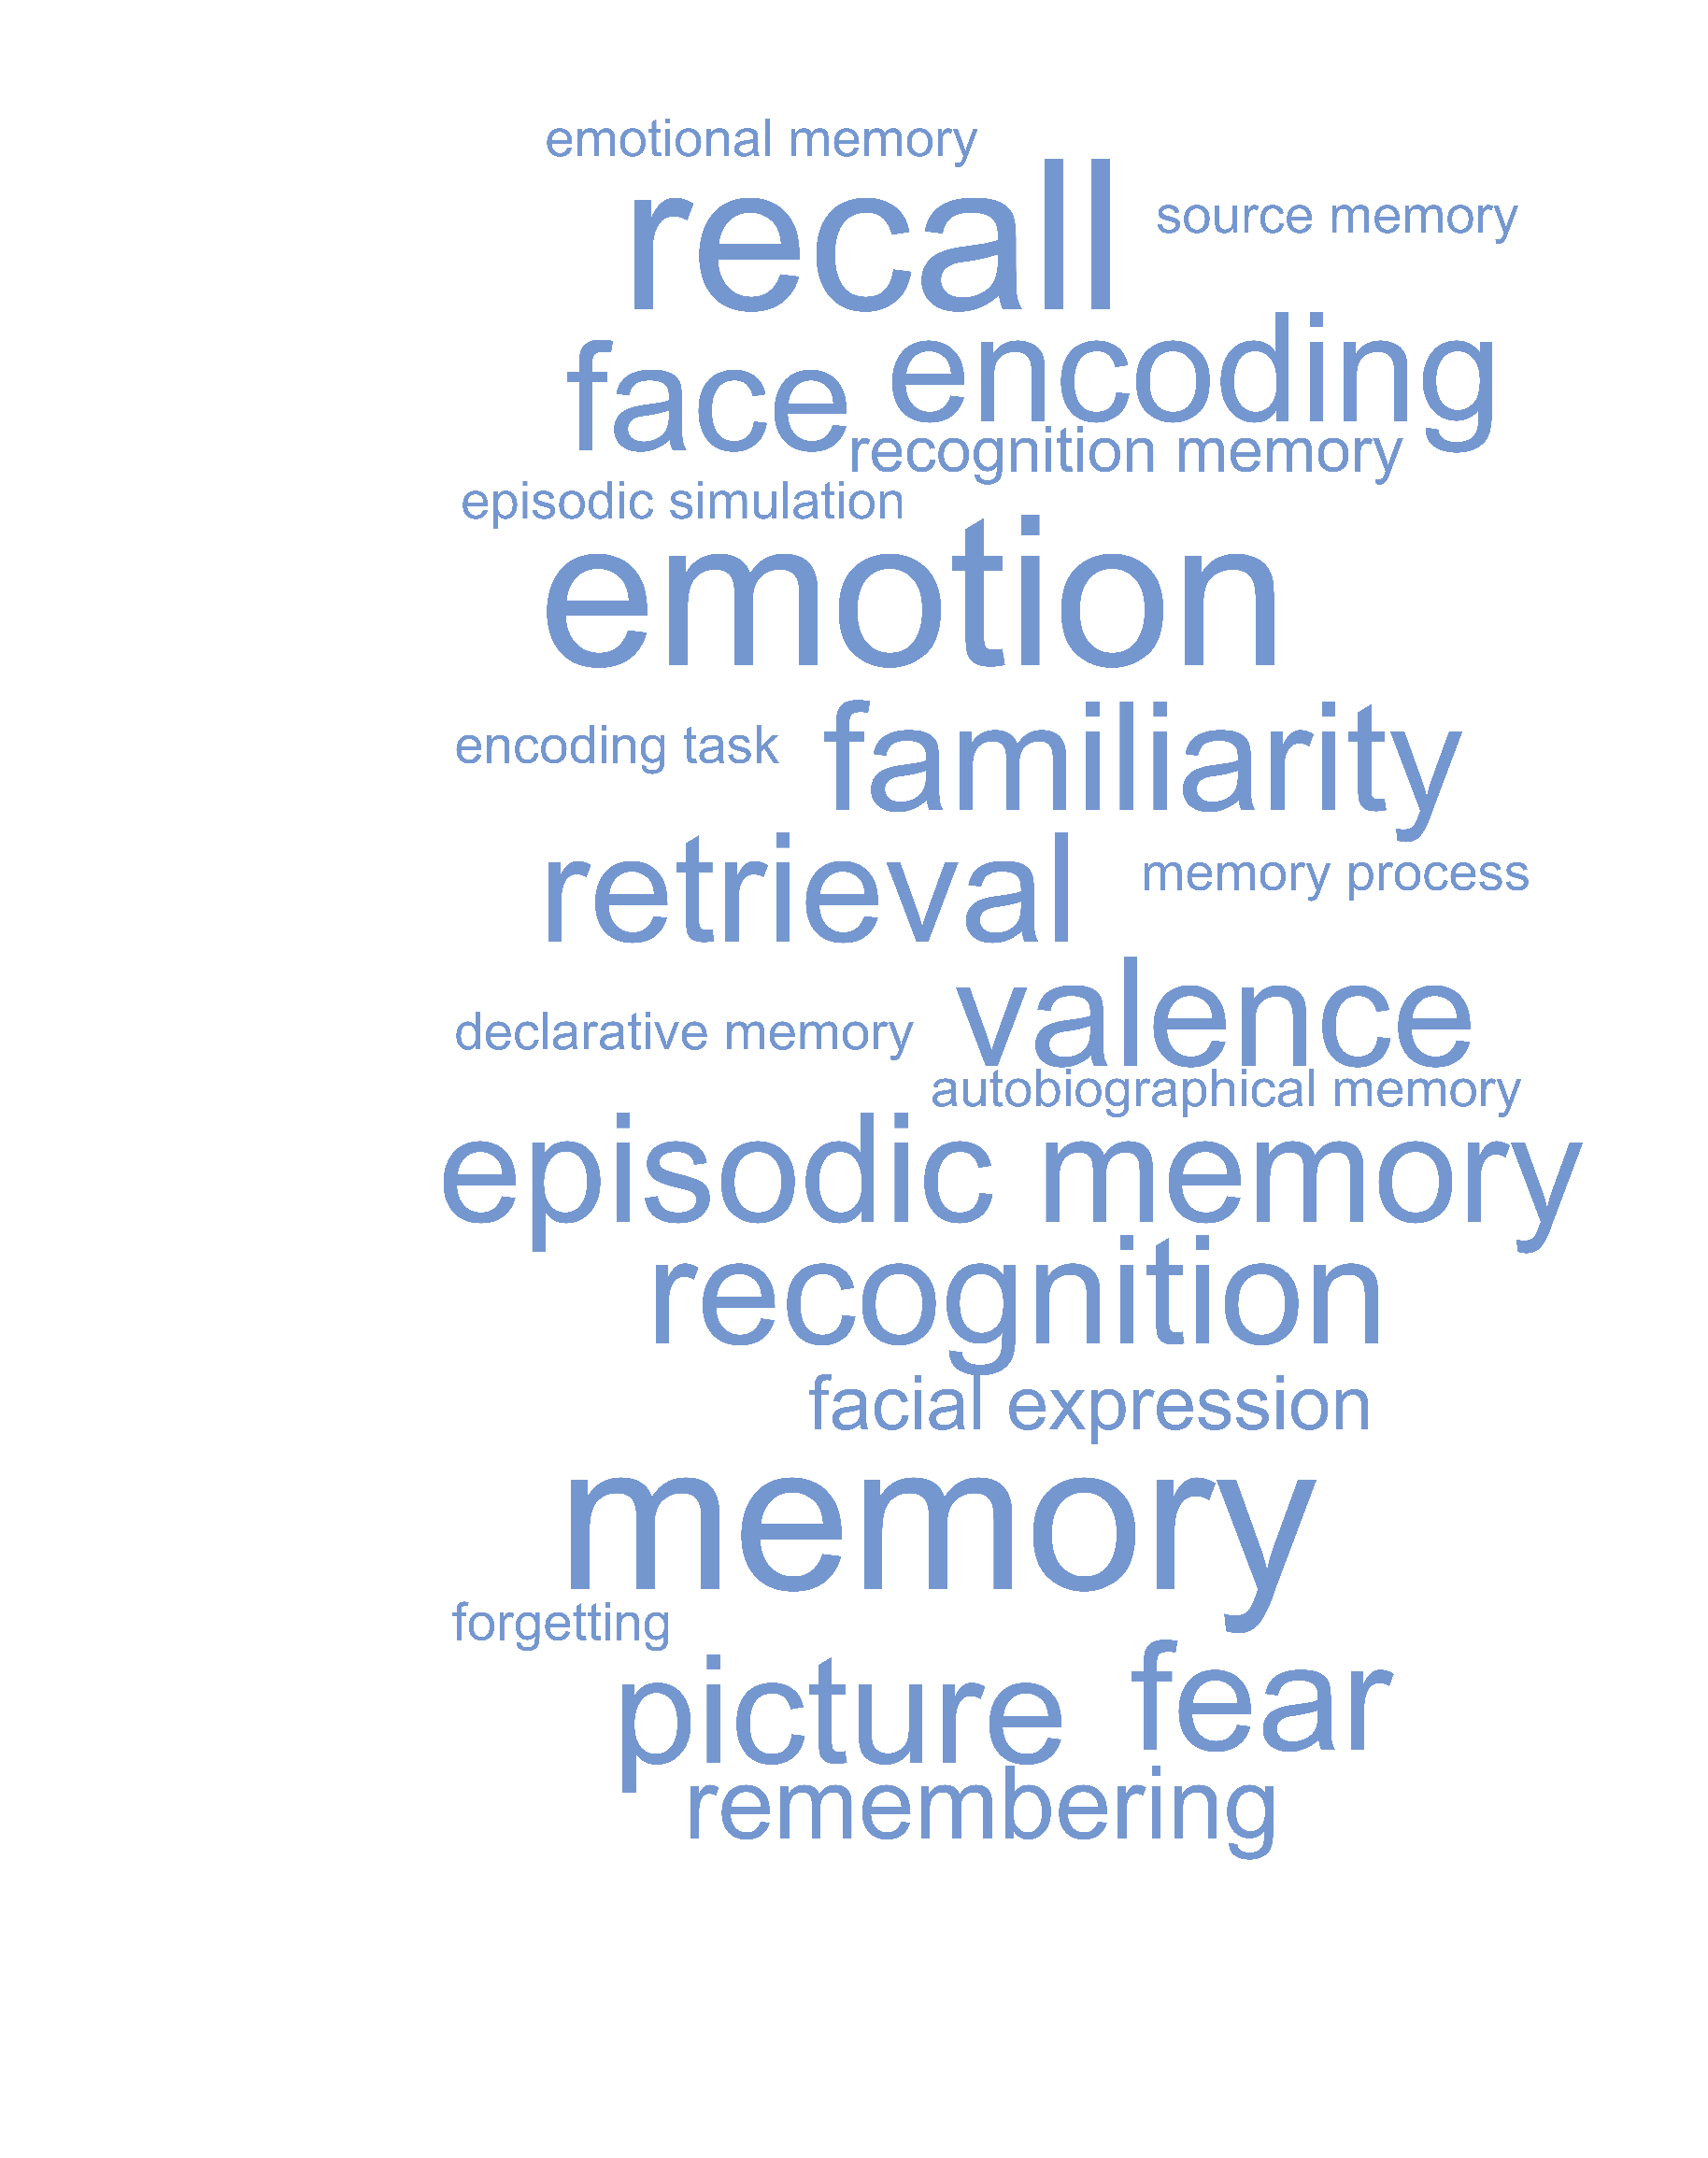 emotional memory
recall
source memory
face
encoding
recognition memory
episodic simulation
emotion
encoding task
familiarity
retrieval
memory process
valence
declarative memory
autobiographical memory
episodic memory
recognition
facial expression
memory
forgetting
picture
fear
remembering